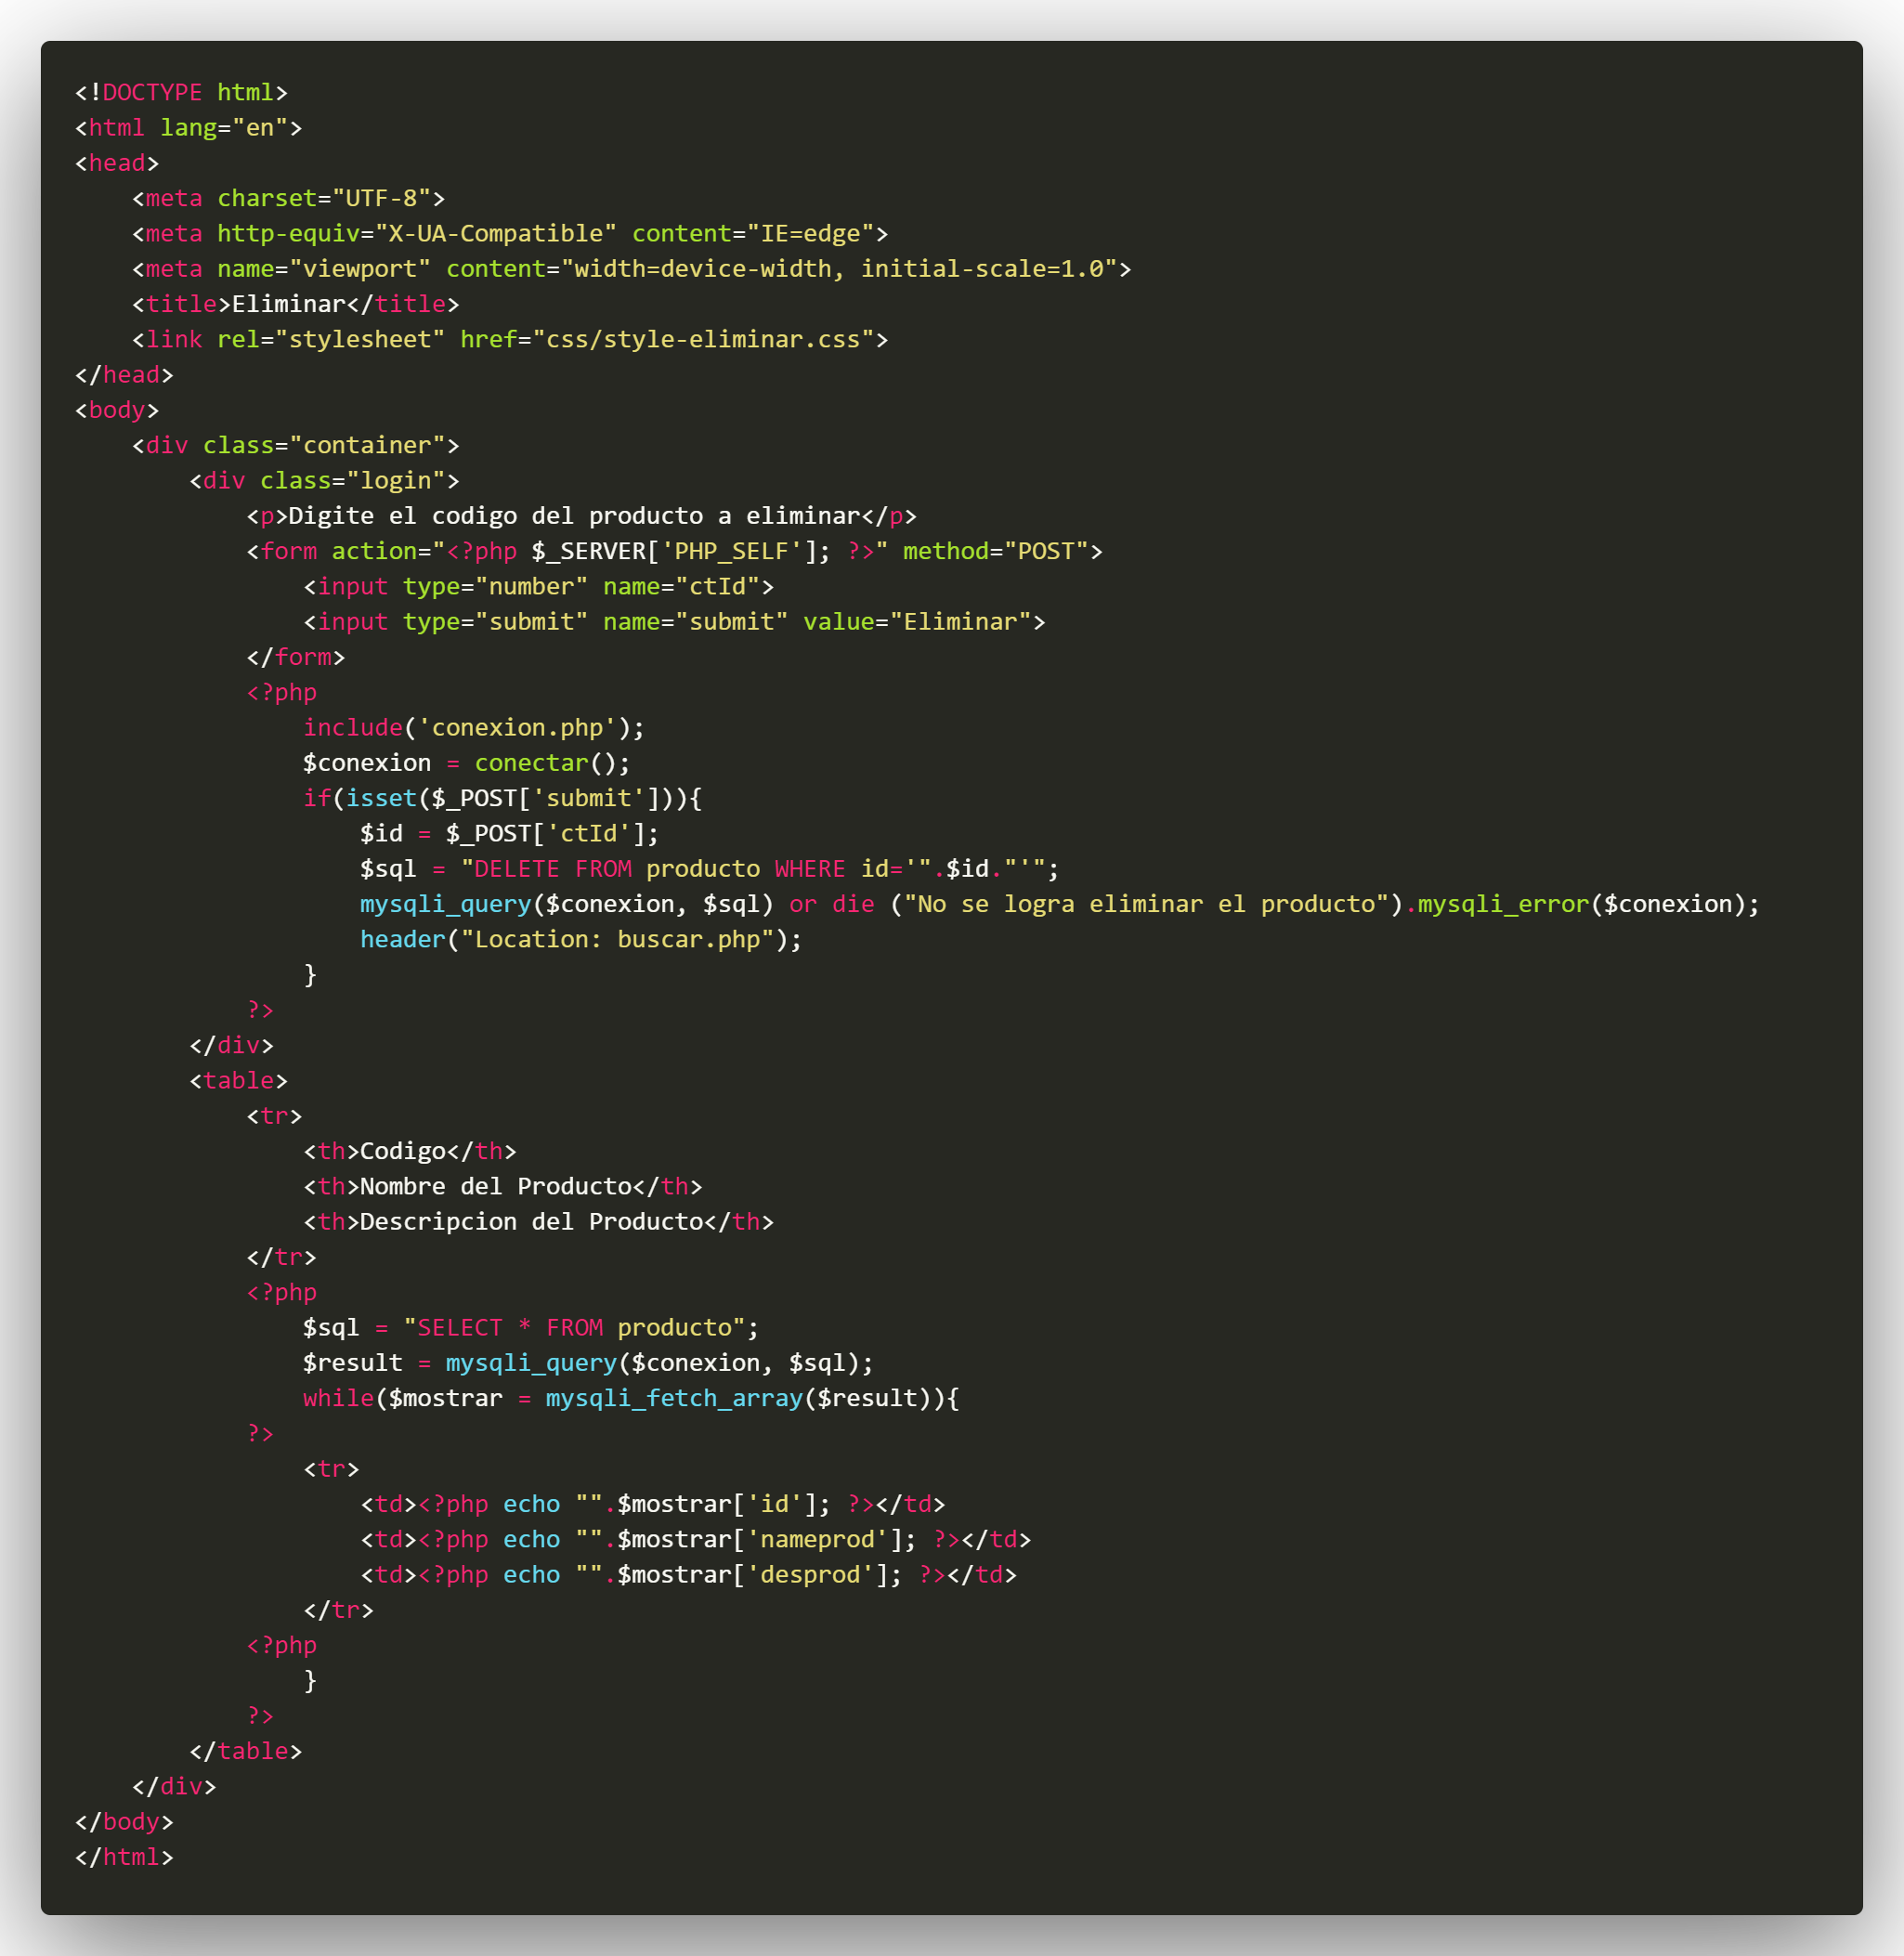 <!DOCTYPE html>
<html lang="en">
<head>
    <meta charset="UTF-8">
    <meta http-equiv="X-UA-Compatible" content="IE=edge">
    <meta name="viewport" content="width=device-width, initial-scale=1.0">
    <title>Eliminar</title>
    <link rel="stylesheet" href="css/style-eliminar.css">
</head>
<body>
    <div class="container">
        <div class="login">
            <p>Digite el codigo del producto a eliminar</p>
            <form action="<?php $_SERVER['PHP_SELF']; ?>" method="POST">
                <input type="number" name="ctId">
                <input type="submit" name="submit" value="Eliminar">
            </form>
            <?php
                include('conexion.php');
                $conexion = conectar();
                if(isset($_POST['submit'])){
                    $id = $_POST['ctId'];
                    $sql = "DELETE FROM producto WHERE id='".$id."'";
                    mysqli_query($conexion, $sql) or die ("No se logra eliminar el producto").mysqli_error($conexion);
                    header("Location: buscar.php");
                }
            ?>
        </div>
        <table>
            <tr>
                <th>Codigo</th>
                <th>Nombre del Producto</th>
                <th>Descripcion del Producto</th>
            </tr>
            <?php
                $sql = "SELECT * FROM producto";
                $result = mysqli_query($conexion, $sql);
                while($mostrar = mysqli_fetch_array($result)){
            ?>
                <tr>
                    <td><?php echo "".$mostrar['id']; ?></td>
                    <td><?php echo "".$mostrar['nameprod']; ?></td>
                    <td><?php echo "".$mostrar['desprod']; ?></td>
                </tr>
            <?php
                }
            ?>
        </table>
    </div>
</body>
</html>